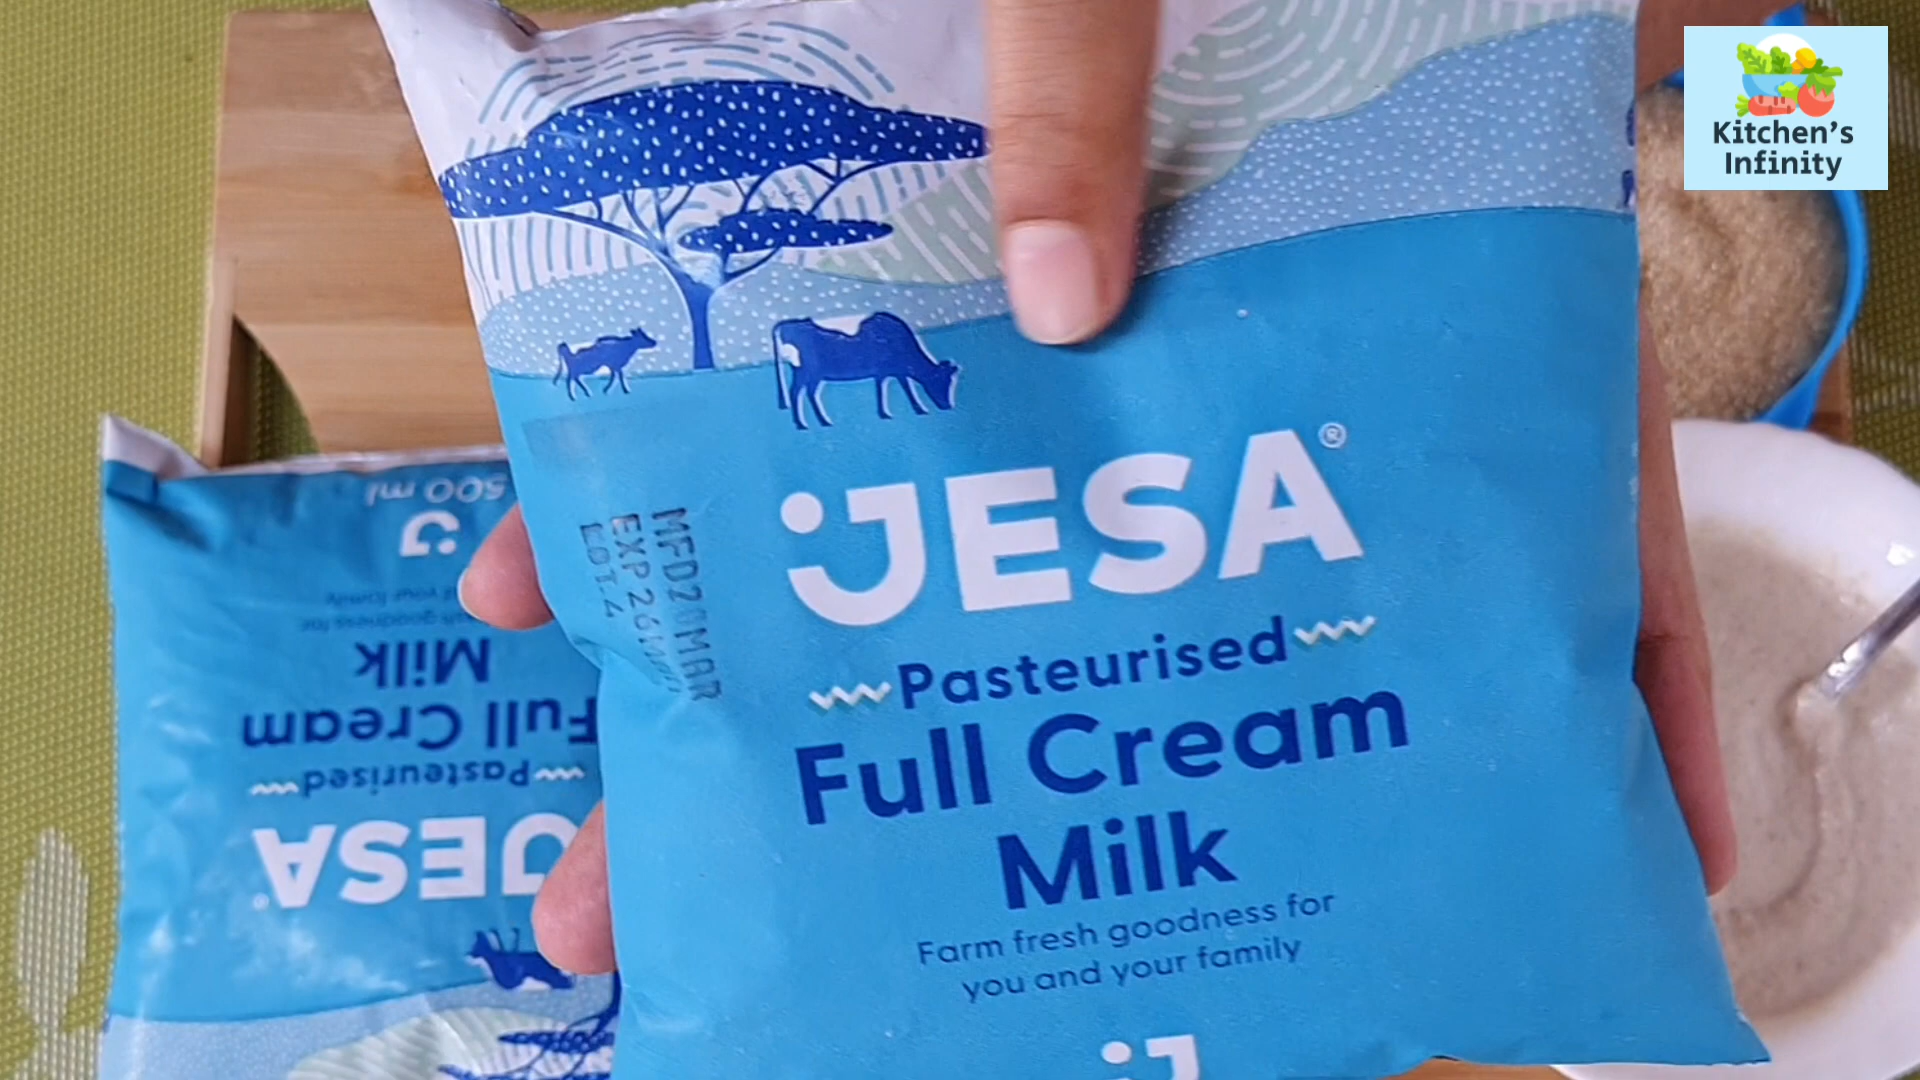 Kitchen's
Infinity
JESA®
Pasteurised
Full Cream
Milk
Farm fresh goodness for
you and your family
MFD20MAR
EXP 26
LOT.4
500 ml
Milk
Full Cream
Pasteurised
JESA